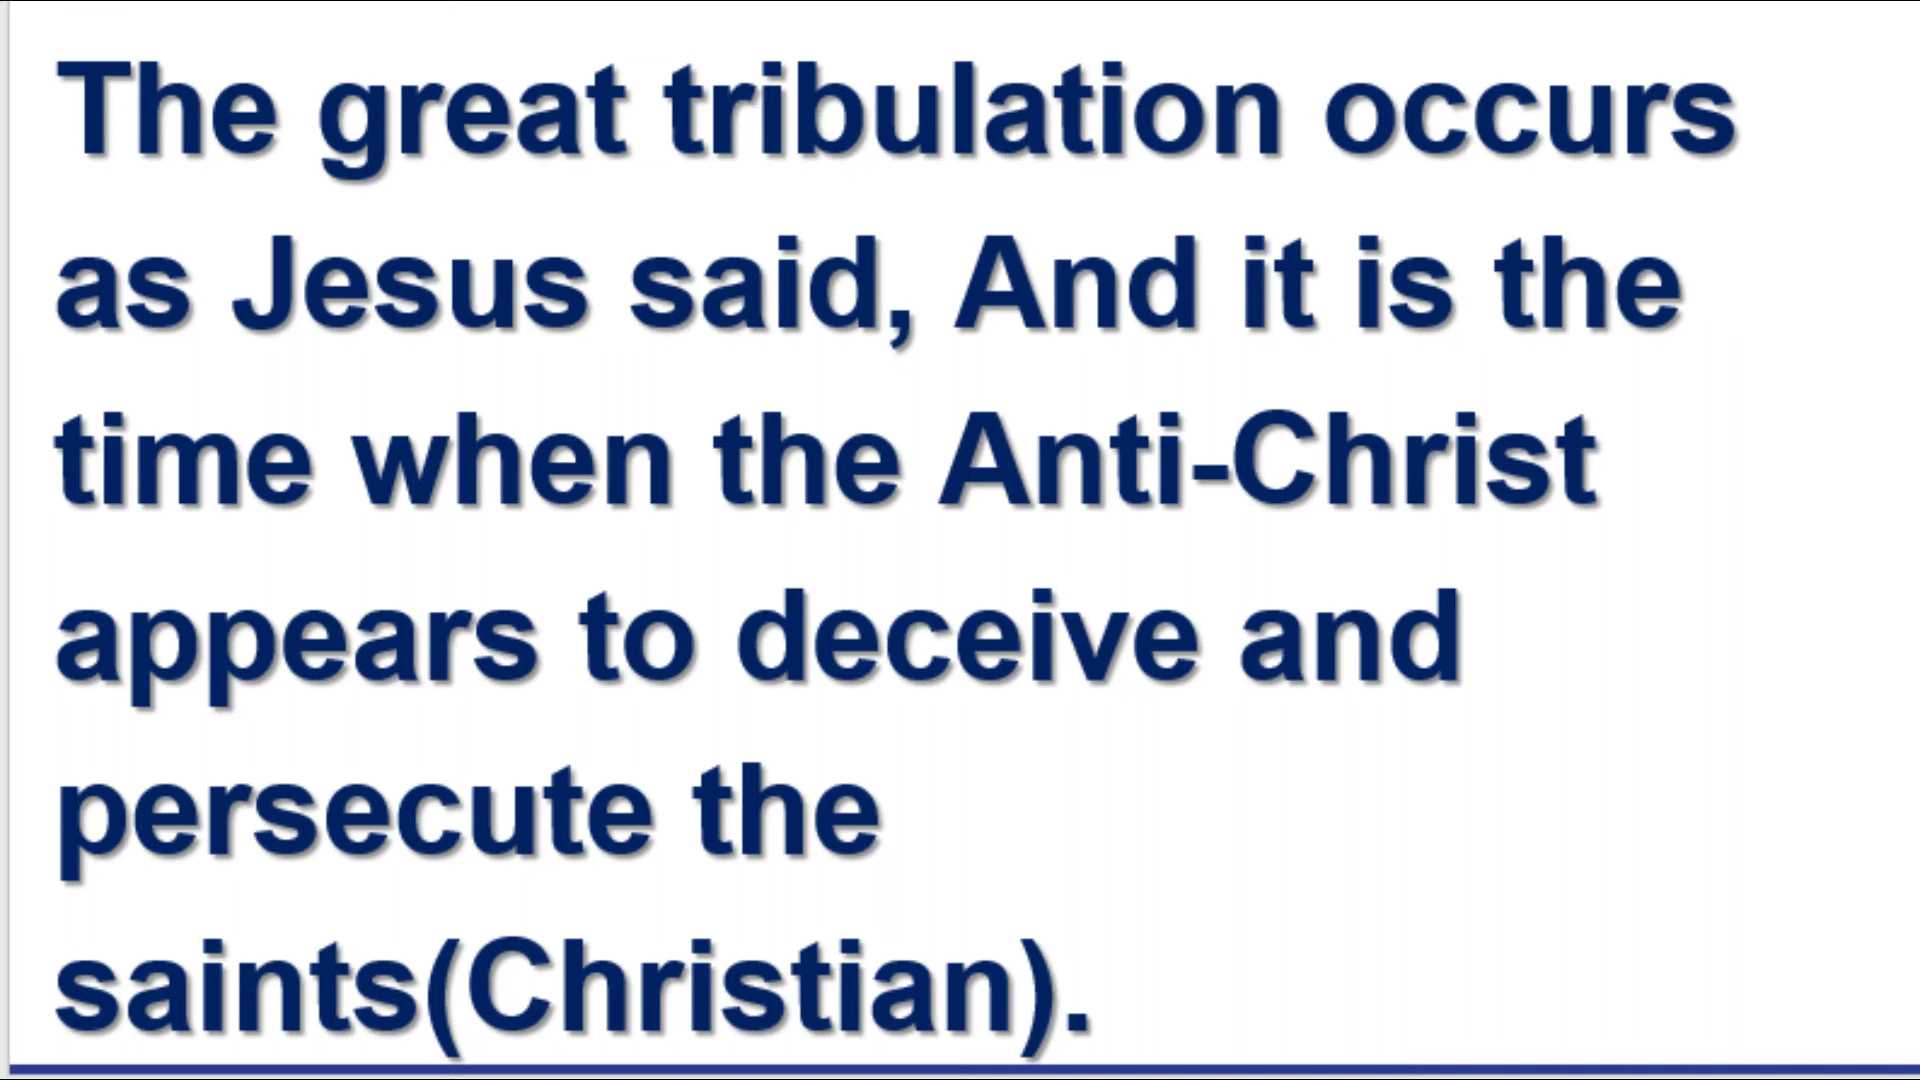 The great tribulation occurs
as Jesus said, And it is the
time when the Anti-Christ
appears to deceive and
persecute the
saints(Christian).